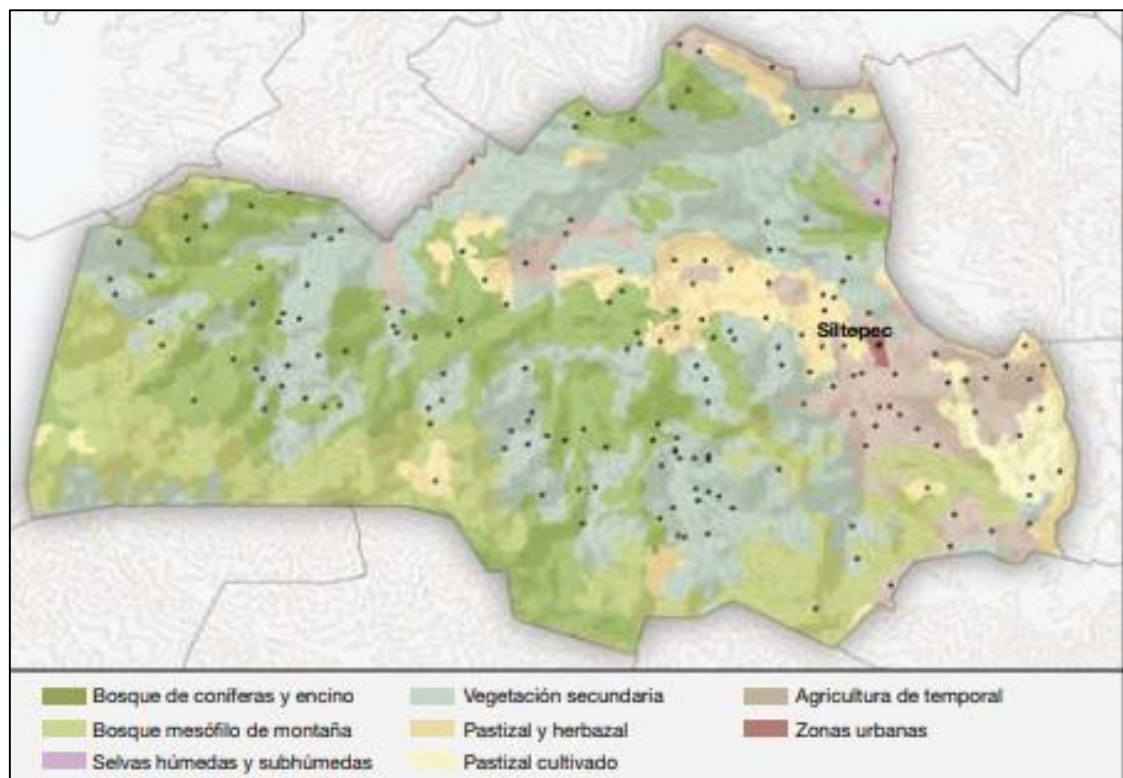 Siltepec
Bosque de coníferas y encino
Bosque mesófilo de montaña
Selvas húmedas y subhúmedas
Vegetación secundaria
Pastizal y herbazal
Pastizal cultivado
Agricultura de temporal
Zonas urbanas